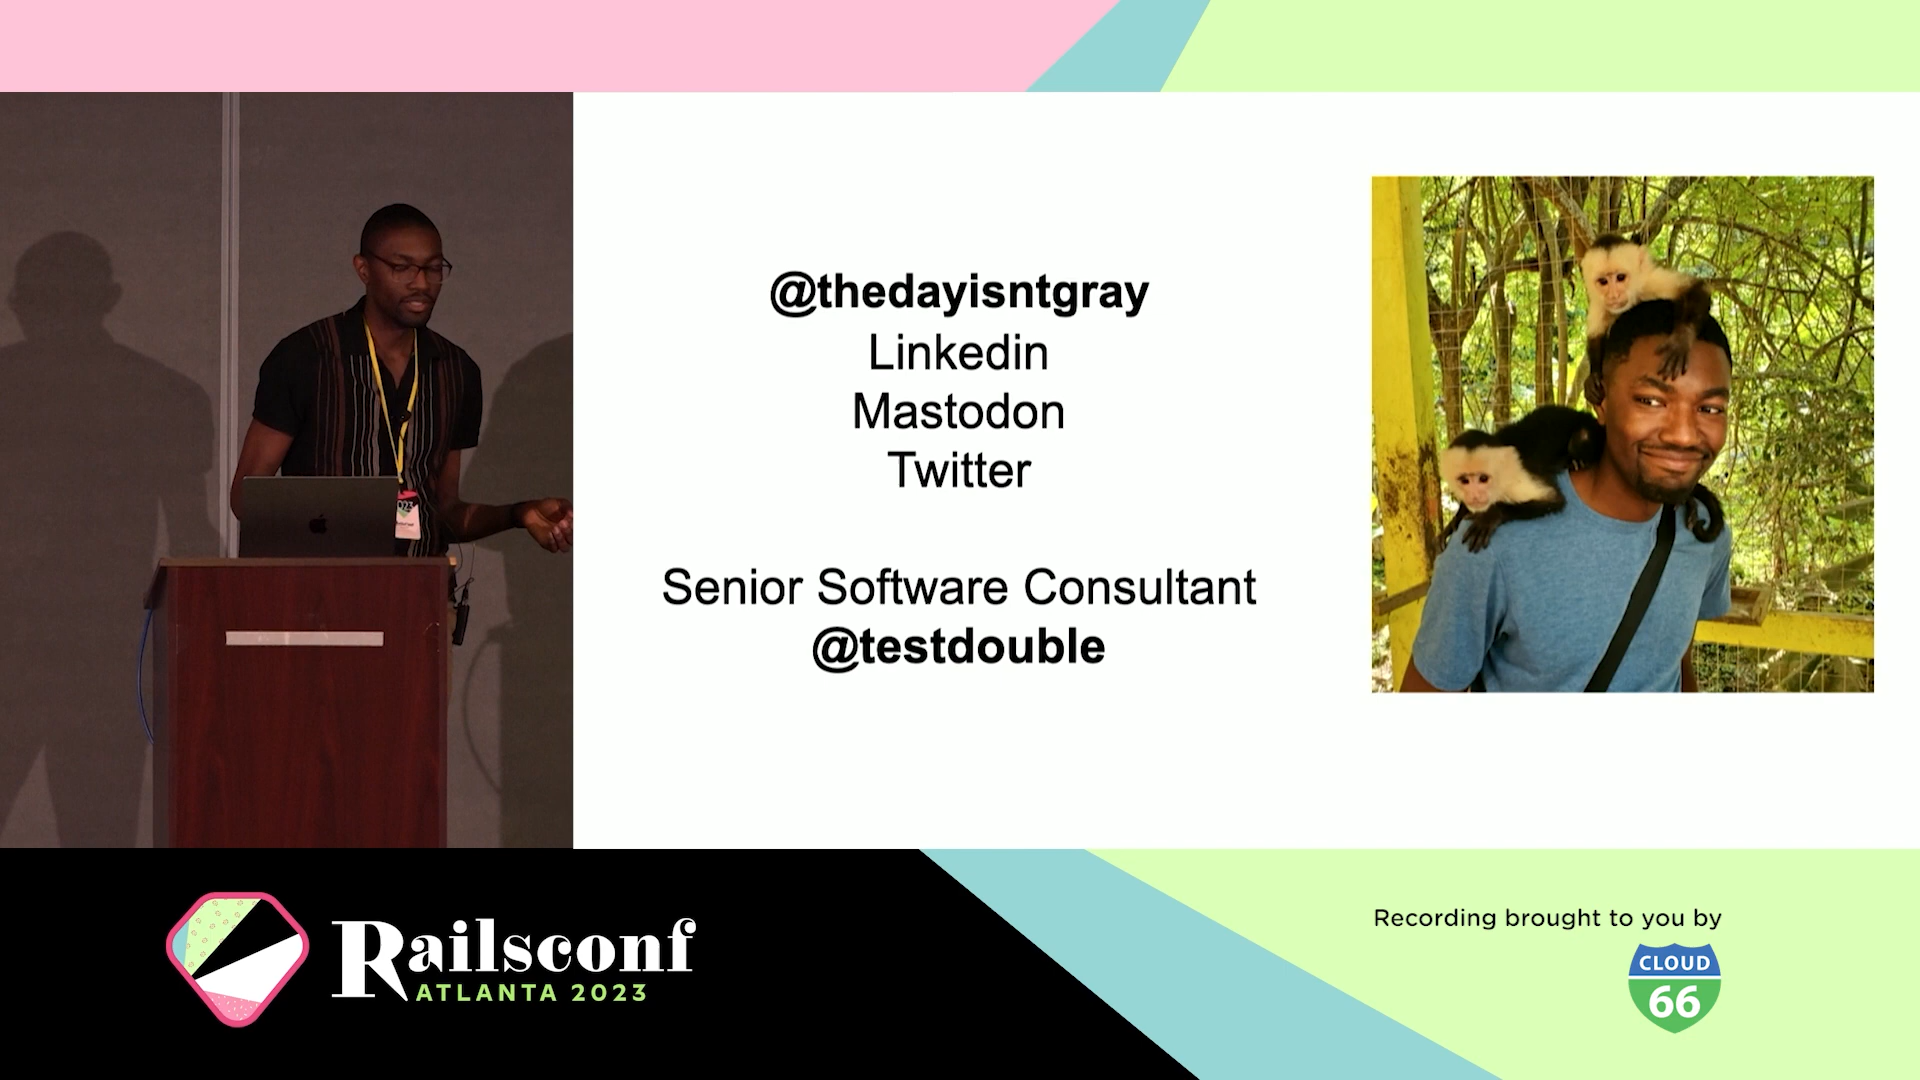 @thedayisntgray
Linkedin
Mastodon
Twitter
Senior Software Consultant
@testdouble
Railsconf
ATLANTA 2023
Recording brought to you by
CLOUD
66